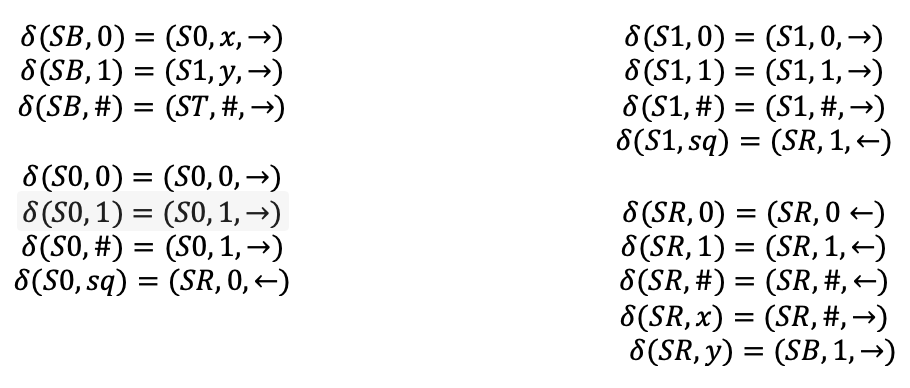 δ(SB, 0) = (S0, x, →)
δ(SB, 1) = (S1, y, →)
δ(SB, #) = (ST, #, →)
δ(S0, 0) = (S0, 0, →)
δ(S0, 1) = (S0, 1, →)
δ(S0, #) = (S0, 1, →)
δ(S0, sq) = (SR, 0, ←)
δ(S1, 0) = (S1, 0, →)
δ(S1, 1) = (S1, 1, →)
δ(S1, #) = (S1, #, →)
δ(S1, sq) = (SR, 1, ←)
δ(SR, 0) = (SR, 0 ←)
δ(SR, 1) = (SR, 1, ←)
δ(SR, #) = (SR, #, ←)
δ(SR, x) = (SR, #, →)
δ(SR, y) = (SB, 1, →)